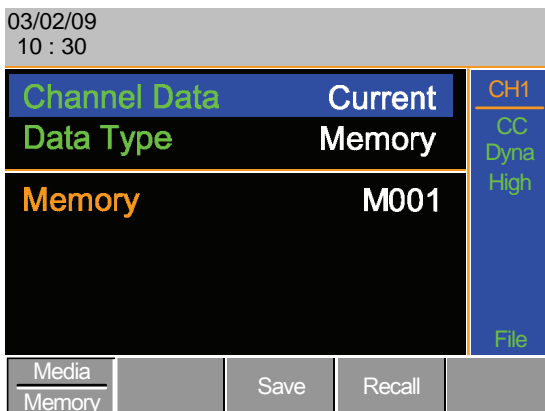 03/02/09
10 : 30
Channel Data Current
Data Type Memory
Memory M001
CH1
CC
Dyna
High
File
Media
Memory
Save
Recall